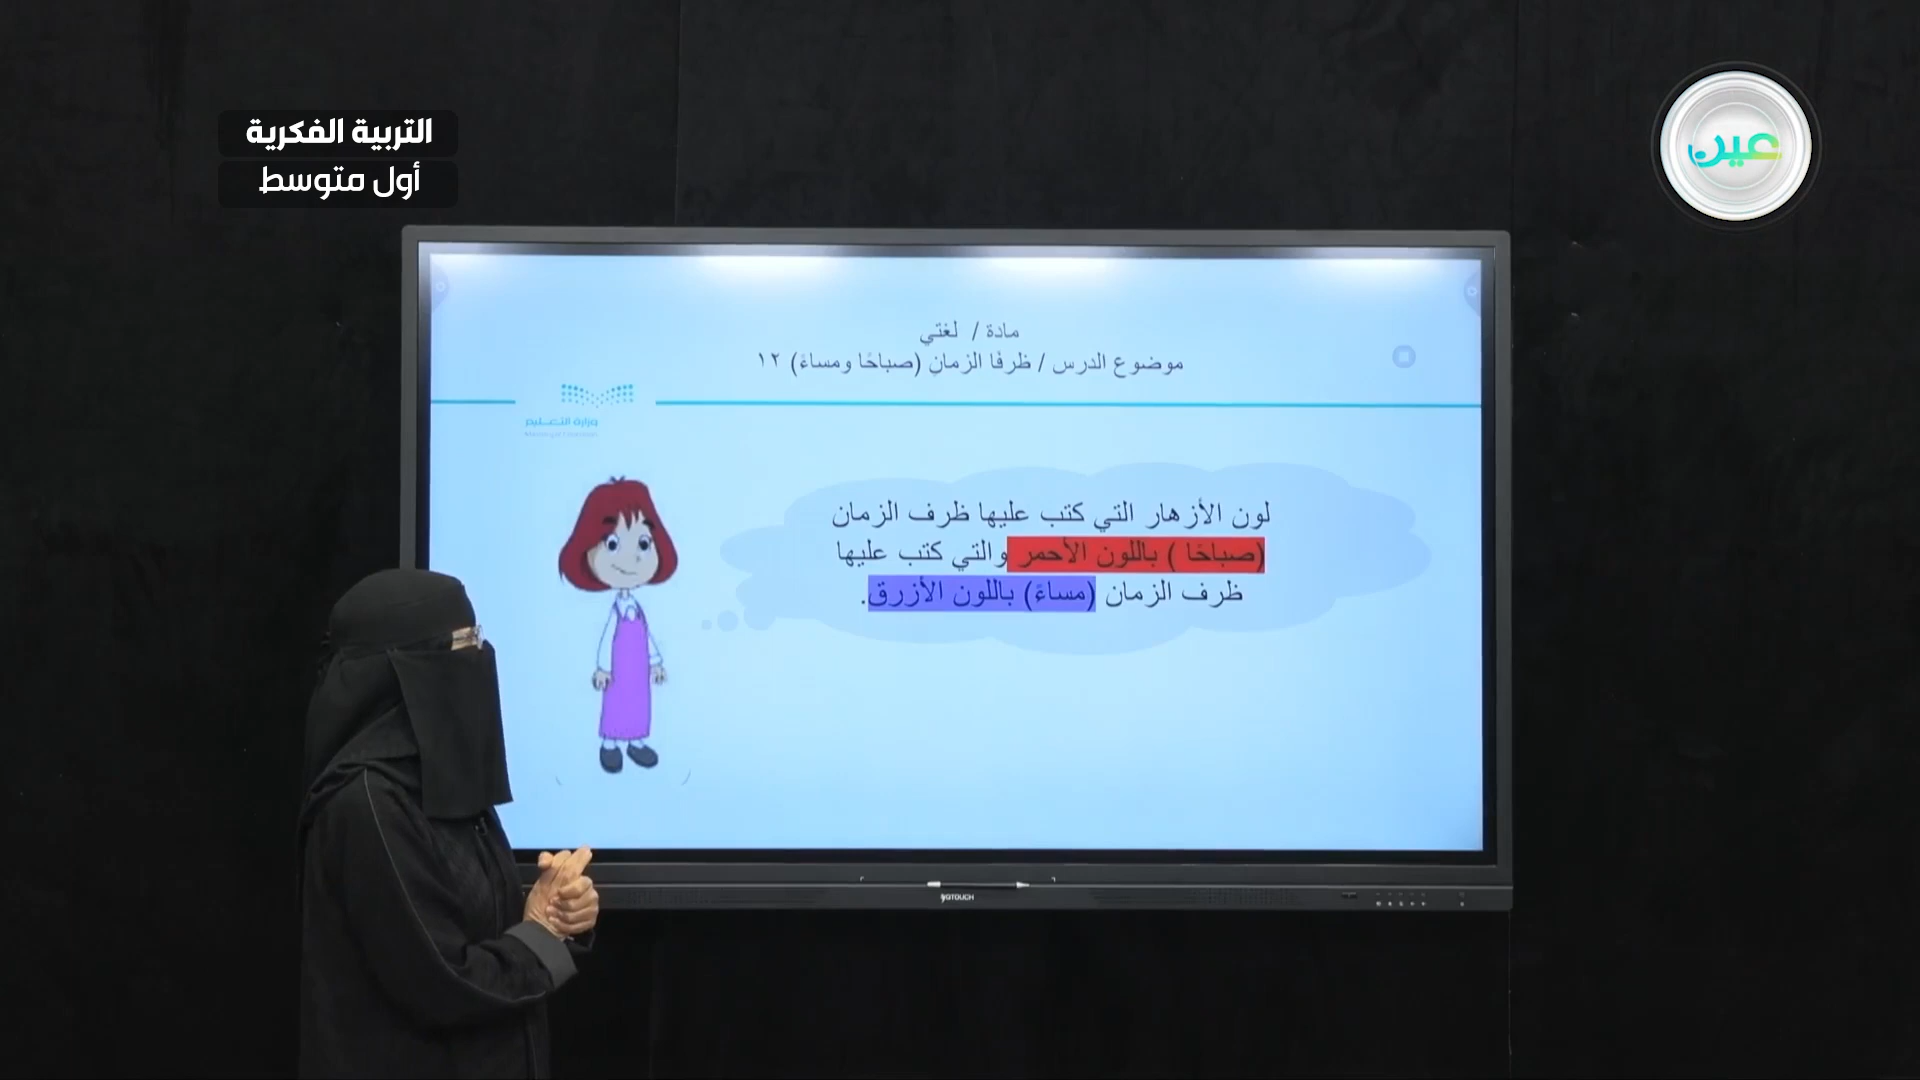 التربية الفكرية
أول متوسط
عين
مادة / لغتي
موضوع الدرس / ظرفا الزمان (صباحًا ومساءً) ١٢
وزارة التعليم
لون الأزهار التي كتب عليها ظرف الزمان
(صباحًا ) باللون الأحمر والتي كتب عليها
ظرف الزمان (مساءً) باللون الأزرق.